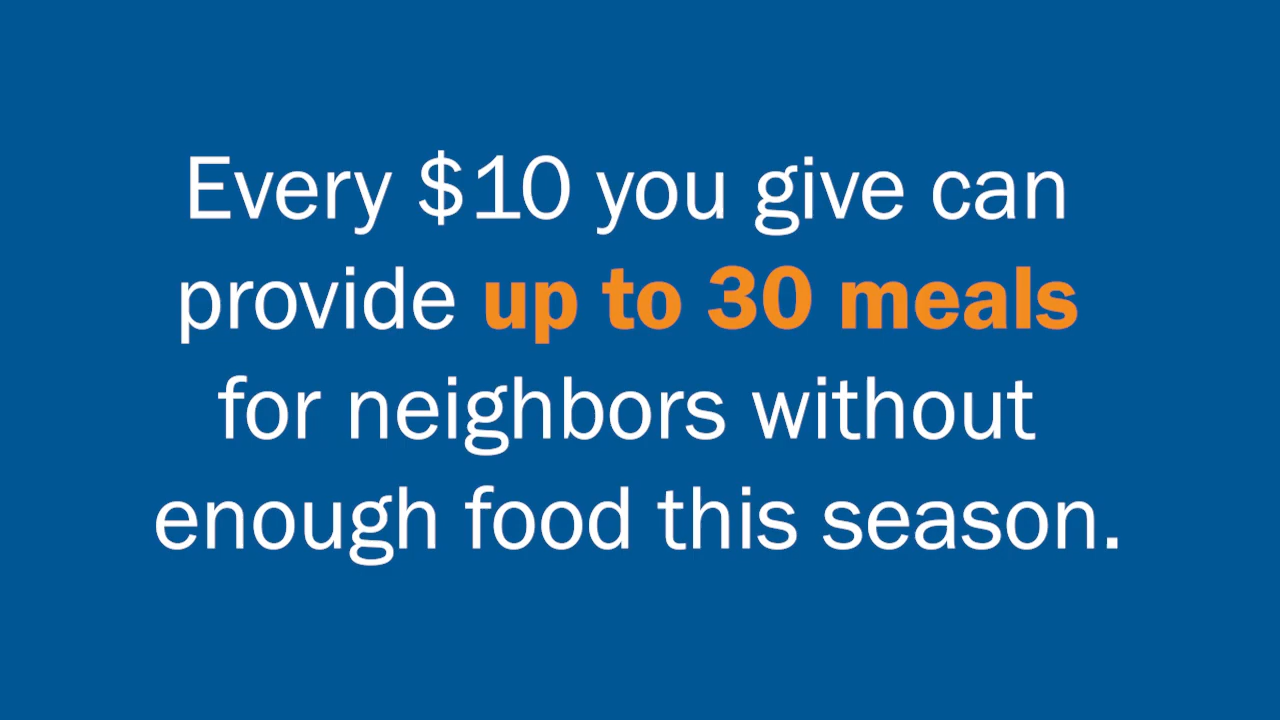 Every $10 you give can
provide up to 30 meals
for neighbors without
enough food this season.